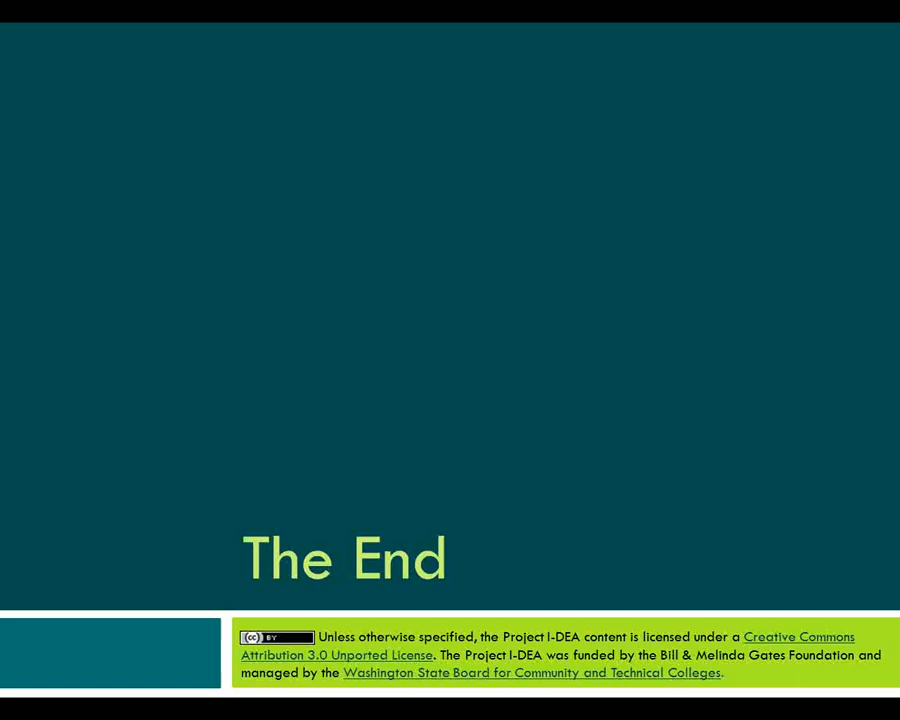 The End
(cc) BY Unless otherwise specified, the Project I-DEA content is licensed under a Creative Commons
Attribution 3.0 Unported License. The Project I-DEA was funded by the Bill & Melinda Gates Foundation and
managed by the Washington State Board for Community and Technical Colleges.